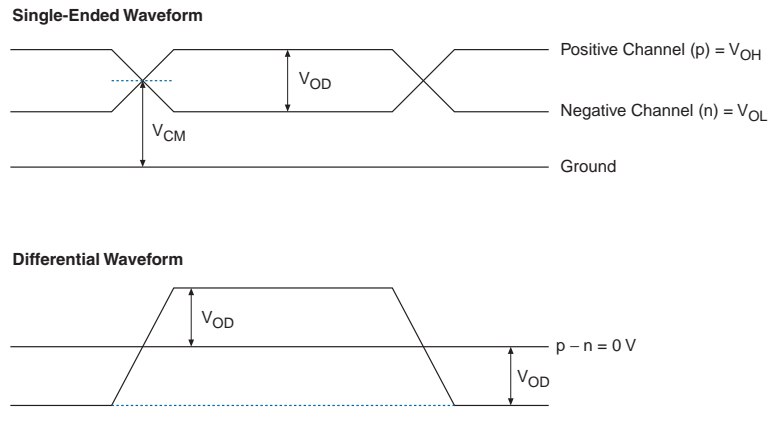 Single-Ended Waveform
Positive Channel (p) = VOH
VOD
Negative Channel (n) = VOL
VCM
Ground
Differential Waveform
VOD
p − n = 0 V
VOD